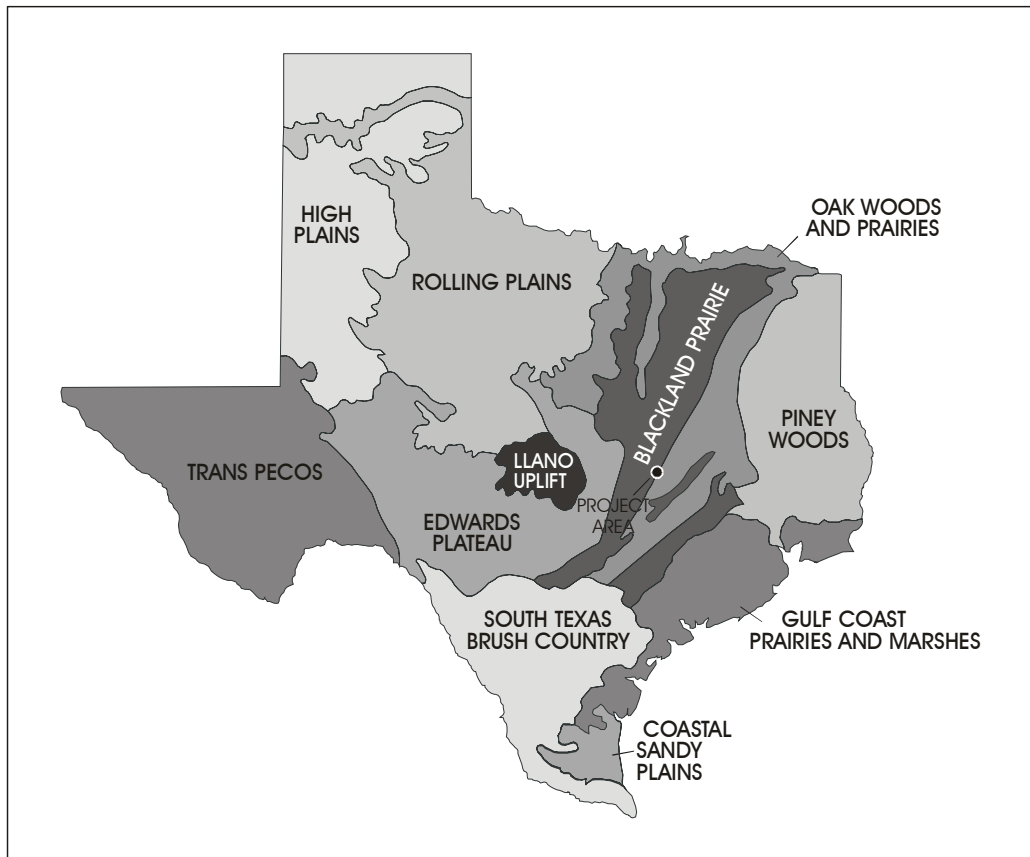 OAK WOODS
AND PRAIRIES
HIGH
PLAINS
ROLLING PLAINS
BLACKLAND PRAIRIE
PINEY
WOODS
LLANO
UPLIFT
TRANS PECOS
PROJECT
AREA
EDWARDS
PLATEAU
SOUTH TEXAS
BRUSH COUNTRY
GULF COAST
PRAIRIES AND MARSHES
COASTAL
SANDY
PLAINS